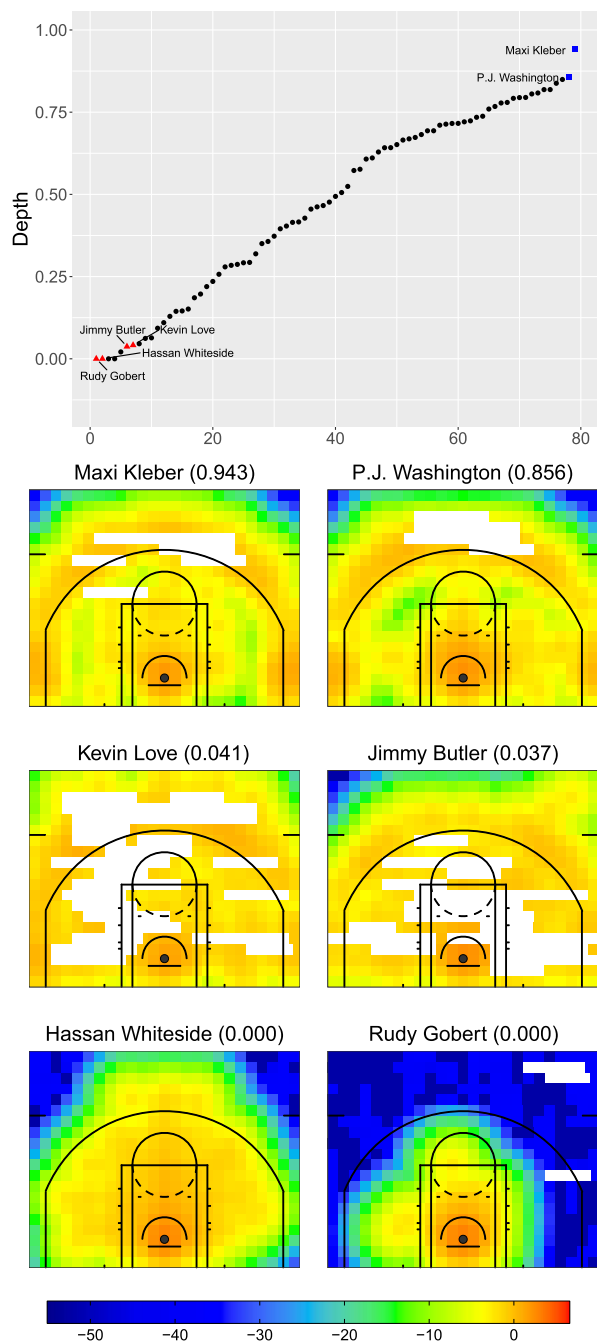 1.00
Maxi Kleber
P.J. Washington
0.75
0.50
Depth
0.25
Jimmy Butler
Kevin Love
0.00
Hassan Whiteside
Rudy Gobert
0 20 40 60 80
Maxi Kleber (0.943) P.J. Washington (0.856)
Kevin Love (0.041) Jimmy Butler (0.037)
Hassan Whiteside (0.000) Rudy Gobert (0.000)
−50 −40 −30 −20 −10 0